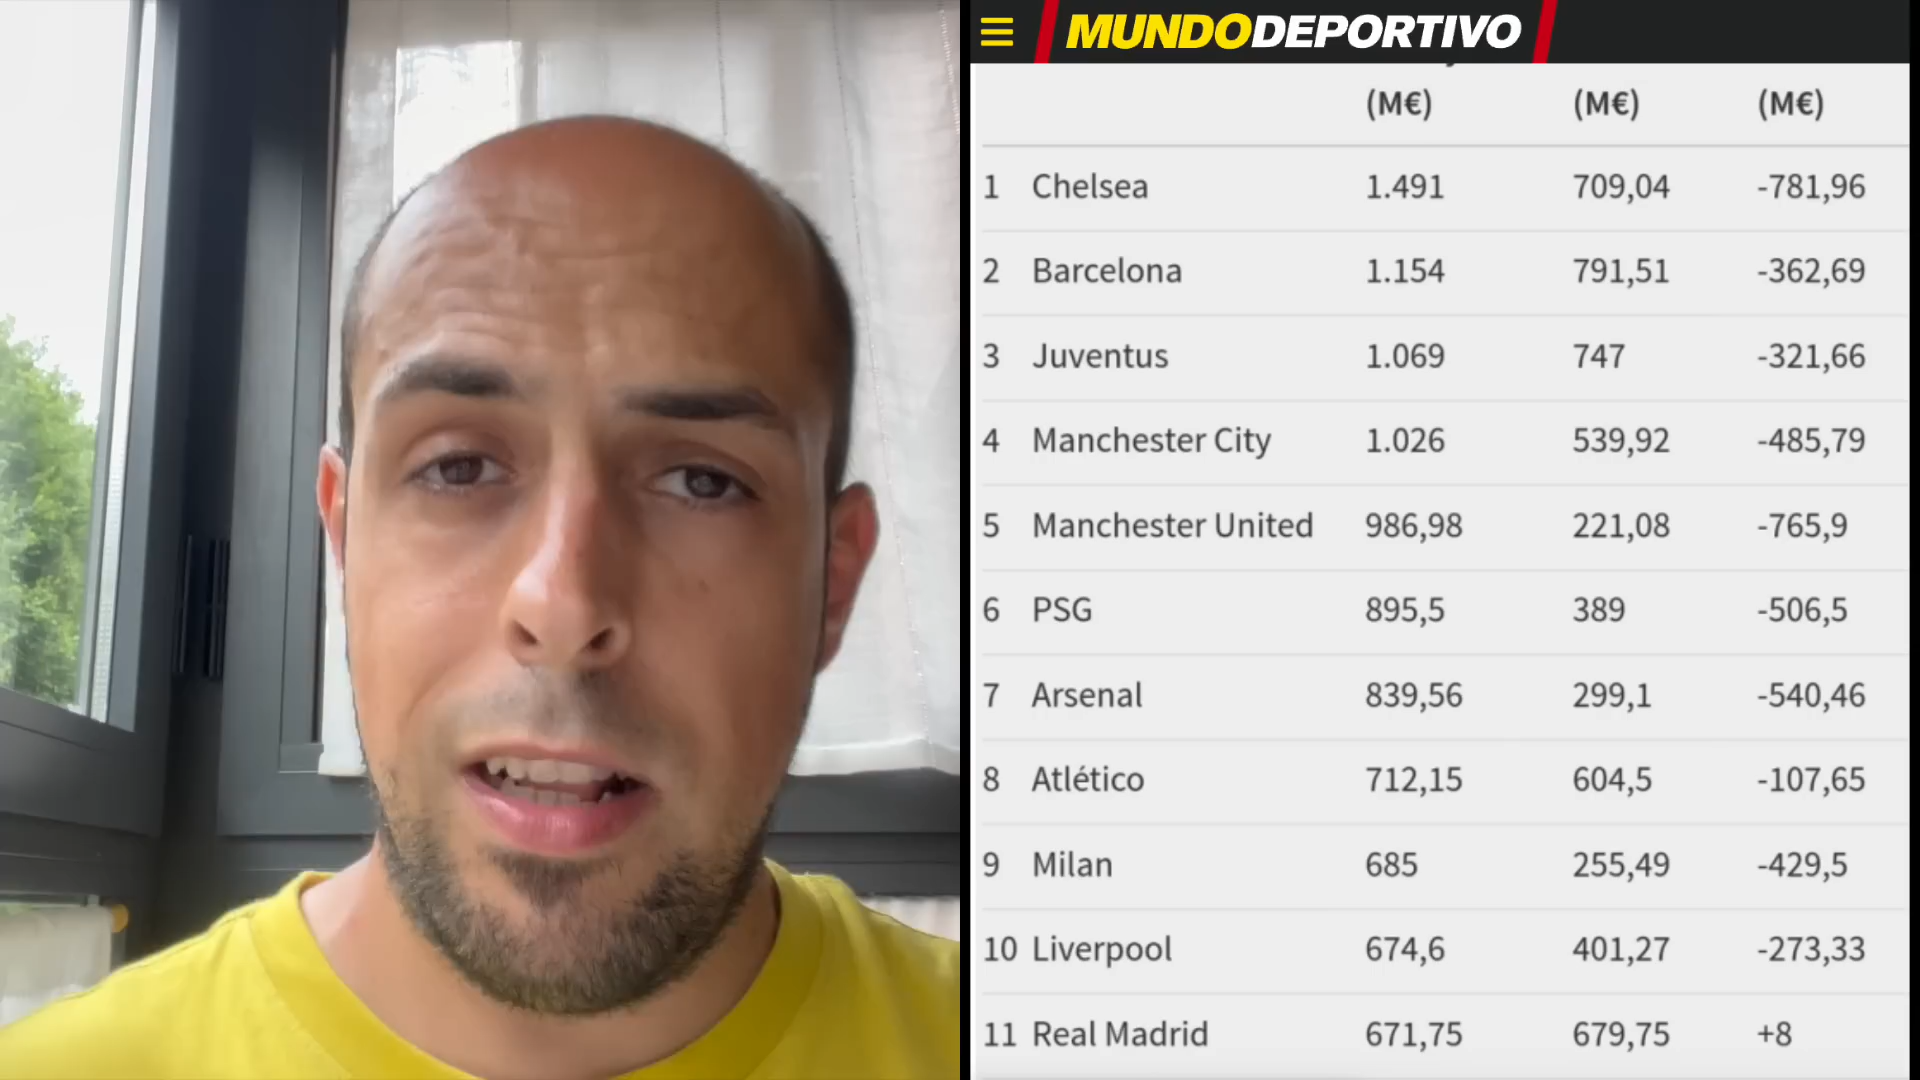 MUNDODEPORTIVO
(M€) (M€) (M€)
1 Chelsea 1.491 709,04 -781,96
2 Barcelona 1.154 791,51 -362,69
3 Juventus 1.069 747 -321,66
4 Manchester City 1.026 539,92 -485,79
5 Manchester United 986,98 221,08 -765,9
6 PSG 895,5 389 -506,5
7 Arsenal 839,56 299,1 -540,46
8 Atlético 712,15 604,5 -107,65
9 Milan 685 255,49 -429,5
10 Liverpool 674,6 401,27 -273,33
11 Real Madrid 671,75 679,75 +8